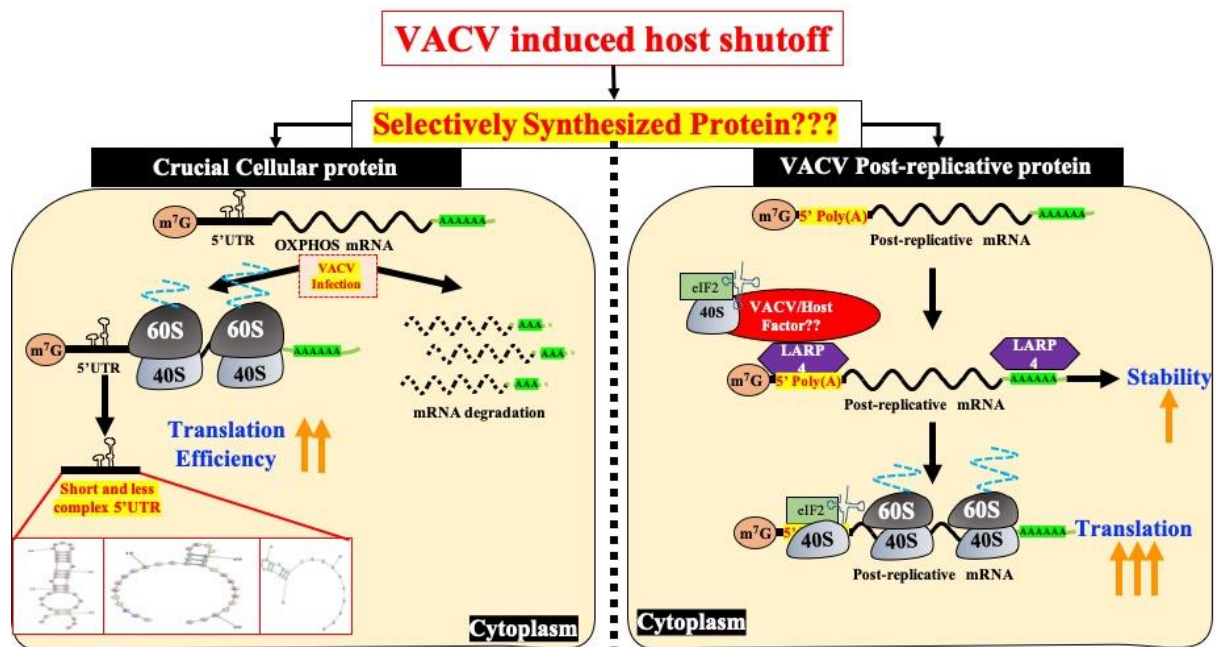 VACV induced host shutoff
Selectively Synthesized Protein???
Crucial Cellular protein
m⁷G
5'UTR
OXPHOS mRNA
AAAAAA
VACV
Infection
60S
60S
40S
40S
m⁷G
5'UTR
AAAAAA
AAA
AAA
AAA
mRNA degradation
Translation
Efficiency
Short and less
complex 5'UTR
Cytoplasm
VACV Post-replicative protein
m⁷G
5' Poly(A)
AAAAAA
Post-replicative mRNA
eIF2
40S
VACV/Host
Factor??
LARP
4
LARP
4
m⁷G
5' Poly(A)
AAAAAA
Post-replicative mRNA
Stability
eIF2
60S
60S
m⁷G
40S
40S
40S
AAAAAA
Translation
Post-replicative mRNA
Cytoplasm